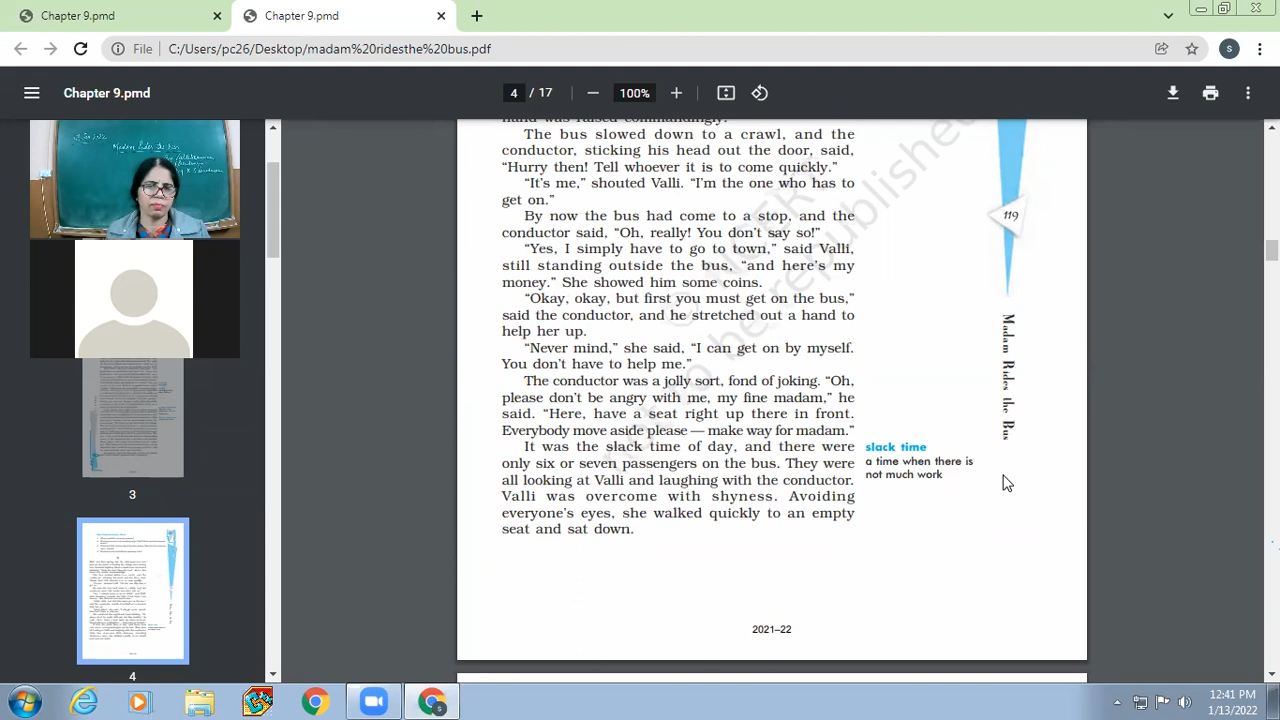 Chapter 9.pmd
Chapter 9.pmd
File
C:/Users/pc26/Desktop/madam%20ridesthe%20bus.pdf
S
Chapter 9.pmd
4 / 17
100%
Madam Rides the Bus
3
4
hand was raised commandingly.
The bus slowed down to a crawl, and the
conductor, sticking his head out the door, said,
“Hurry then! Tell whoever it is to come quickly.”
“It’s me,” shouted Valli. “I’m the one who has to
get on.”
By now the bus had come to a stop, and the
conductor said, “Oh, really! You don’t say so!”
“Yes, I simply have to go to town,” said Valli,
still standing outside the bus, “and here’s my
money.” She showed him some coins.
“Okay, okay, but first you must get on the bus,”
said the conductor, and he stretched out a hand to
help her up.
“Never mind,” she said, “I can get on by myself.
You don’t have to help me.”
The conductor was a jolly sort, fond of joking. “Oh,
please don’t be angry with me, my fine madam,” he
said. “Here, have a seat right up there in front.
Everybody move aside please — make way for madam.”
It was the slack time of day, and there were
only six or seven passengers on the bus. They were
all looking at Valli and laughing with the conductor.
Valli was overcome with shyness. Avoiding
everyone’s eyes, she walked quickly to an empty
seat and sat down.
slack time
a time when there is
not much work
119
Madam Rides the Bus
2021–22
12:41 PM
1/13/2022